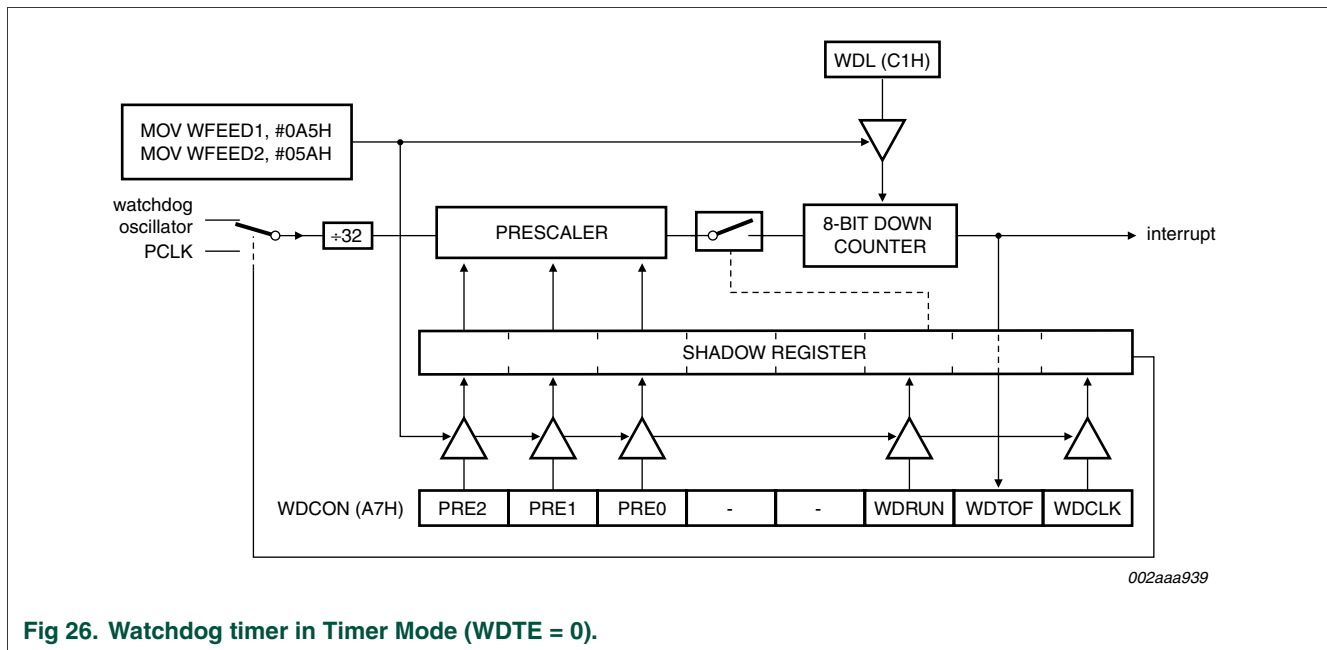 WDL (C1H)
MOV WFEED1, #0A5H
MOV WFEED2, #05AH
watchdog
oscillator
PCLK
÷32
PRESCALER
8-BIT DOWN
COUNTER
interrupt
SHADOW REGISTER
WDCON (A7H)
PRE2
PRE1
PRE0
-
-
WDRUN
WDTOF
WDCLK
002aaa939
Fig 26. Watchdog timer in Timer Mode (WDTE = 0).